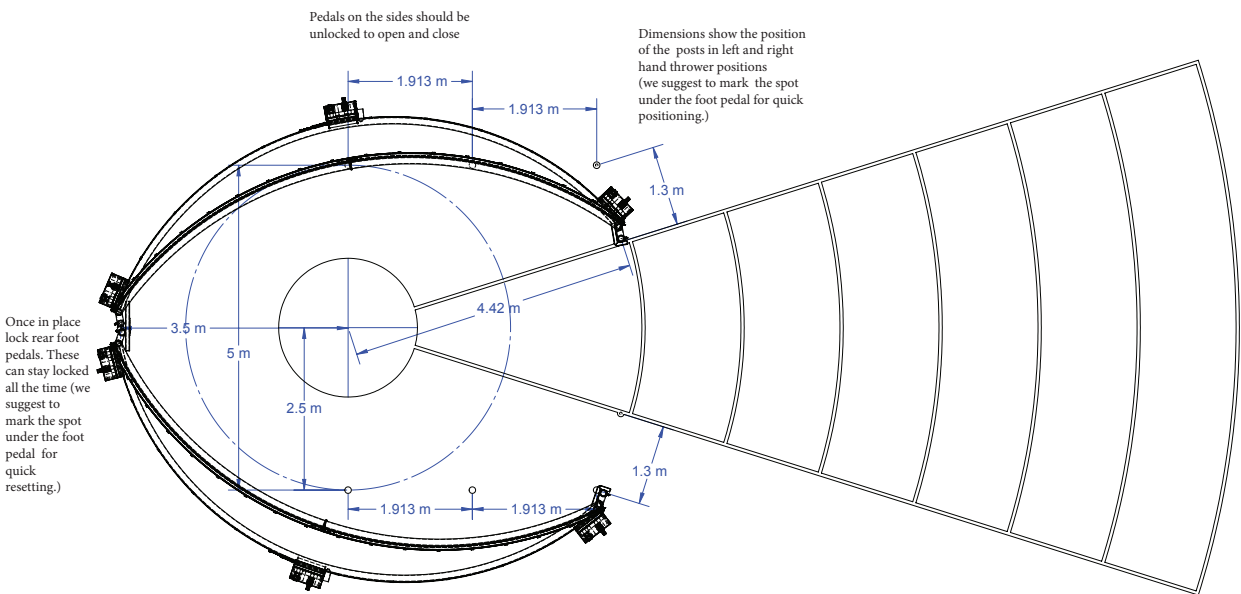 Pedals on the sides should be
unlocked to open and close
Dimensions show the position
of the posts in left and right
hand thrower positions
(we suggest to mark the spot
under the foot pedal for quick
positioning.)
1.913 m
1.913 m
1.3 m
4.42 m
3.5 m
5 m
2.5 m
Once in place
lock rear foot
pedals. These
can stay locked
all the time (we
suggest to
mark the spot
under the foot
pedal for
quick
resetting.)
1.3 m
1.913 m
1.913 m